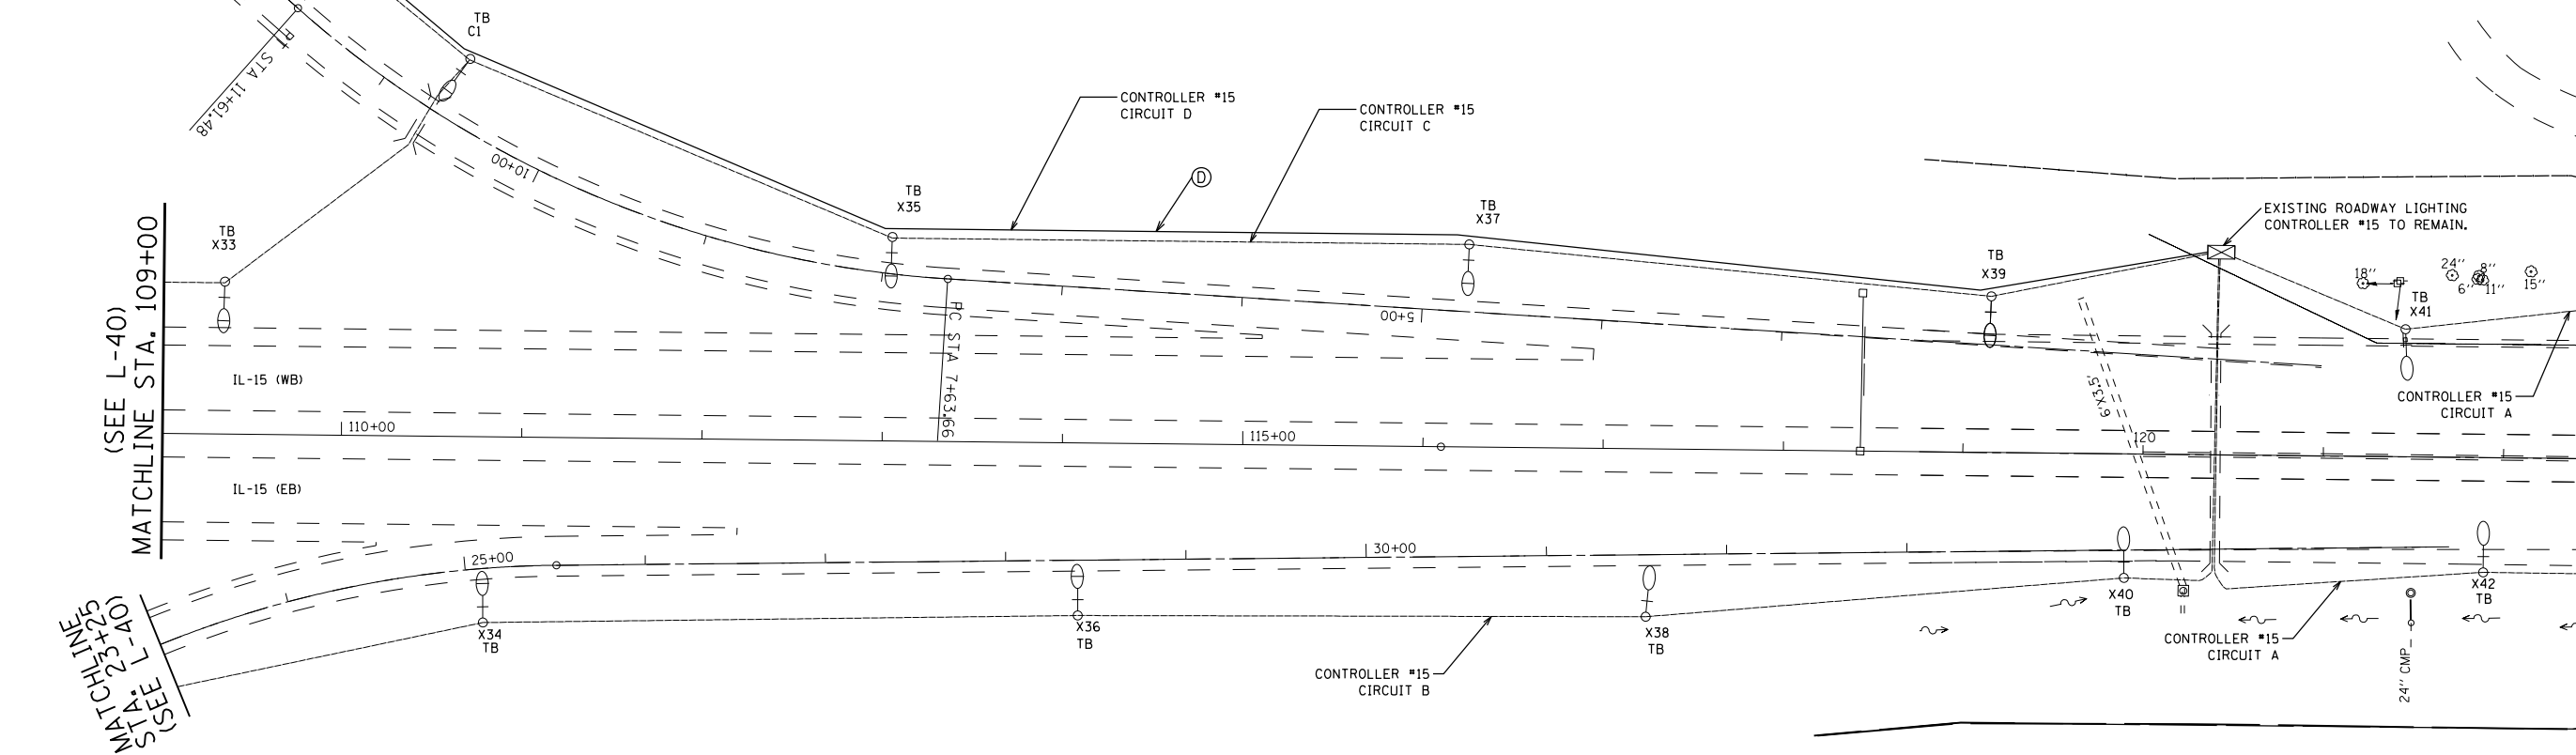 TB
C1
PT STA 11+61.48
10+00
CONTROLLER #15
CIRCUIT D
CONTROLLER #15
CIRCUIT C
D
TB
X33
TB
X35
TB
X37
TB
X39
EXISTING ROADWAY LIGHTING
CONTROLLER #15 TO REMAIN.
18"
24"
8"
6"
11"
15"
TB
X41
(SEE L-40)
MATCHLINE STA. 109+00
PC STA 7+63.66
5+00
6'X3.5'
IL-15 (WB)
CONTROLLER #15
CIRCUIT A
110+00
115+00
120
IL-15 (EB)
25+00
30+00
MATCHLINE
STA. 23+25
(SEE L-40)
X34
TB
X36
TB
X38
TB
X40
TB
X42
TB
CONTROLLER #15
CIRCUIT B
CONTROLLER #15
CIRCUIT A
24" CMP